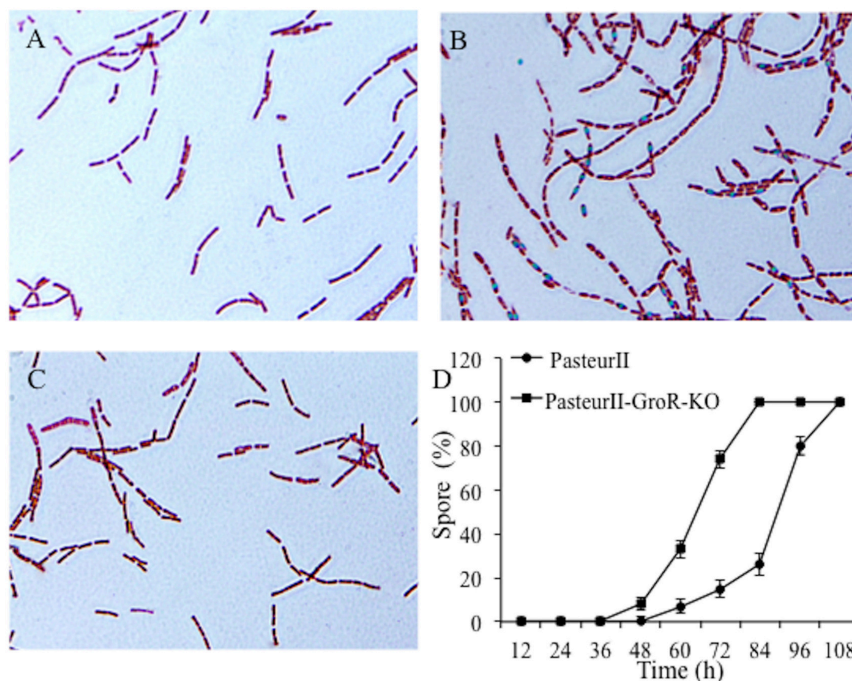 A
B
C
D
PasteurII
PasteurII-GroR-KO
Spore (%)
120
100
80
60
40
20
0
12 24 36 48 60 72 84 96 108
Time (h)